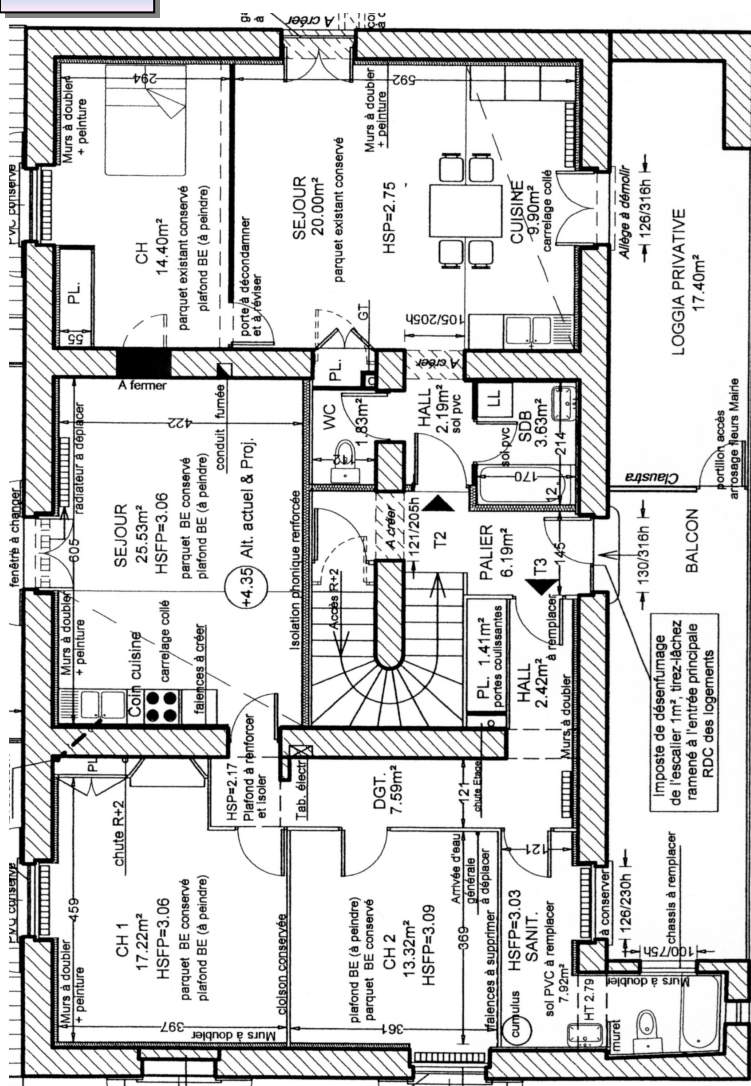 A créer
PVC conservé
Murs à doubler
+ peinture
294
592
Murs à doubler
+ peinture
CH
14.40m²
parquet existant conservé
plafond BE (à peindre)
PL.
55
porte à décondamner
et à réviser
SEJOUR
20.00m²
parquet existant conservé
HSP=2.75
CUISINE
9.90m²
carrelage collé
Allège à démolir
126/316h
LOGGIA PRIVATIVE
17.40m²
A fermer
GT
105/205h
A créer
PL.
WC
1.83m²
142
HALL
2.19m²
sol pvc
LL
SDB
3.63m²
sol pvc
214
170
12
Claustra
portillon accès
arrosage fleurs Mairie
fenêtre à changer
radiateur à déplacer
422
conduit fumée
605
SEJOUR
25.53m²
HSFP=3.06
parquet BE conservé
plafond BE (à peindre)
+4.35
Alt. actuel & Proj.
Isolation phonique renforcée
Murs à doubler
+ peinture
Coin cuisine
carrelage collé
faiences à créer
A créer
121/205h
T2
Accès R+2
PALIER
6.19m²
T3
145
130/316h
BALCON
PL. 1.41m²
portes coulissantes
HALL
2.42m²
à remplacer
Murs à doubler
Imposte de désenfumage
de l'escalier 1m², tirez-lâchez
ramené à l'entrée principale
RDC des logements
PL
chute R+2
HSP=2.17
Plafond à renforcer
et isoler
Tab. électr
DGT.
7.59m²
121
chute Etage
PVC conservé
459
Murs à doubler
+ peinture
CH 1
17.22m²
HSFP=3.06
parquet BE conservé
plafond BE (à peindre)
397
Murs à doubler
cloison conservée
plafond BE (à peindre)
parquet BE conservé
CH 2
13.32m²
HSFP=3.09
361
Arrivée d'eau
générale
à déplacer
369
faiences à supprimer
121
HSFP=3.03
SANIT.
sol PVC à remplacer
7.92m²
cumulus
à conserver
126/230h
chassis à remplacer
100/75h
Murs à doubler
HT 2.79
muret